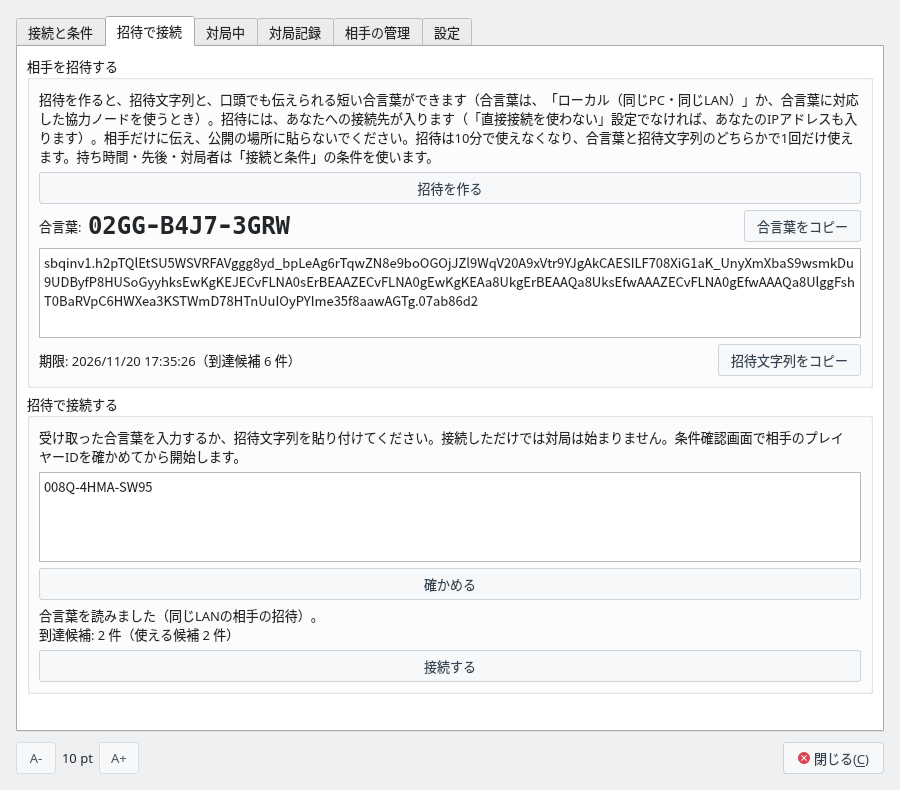 接続と条件 招待で接続 対局中 対局記録 相手の管理 設定
相手を招待する
招待を作ると、招待文字列と、口頭でも伝えられる短い合言葉ができます（合言葉は、「ローカル（同じPC・同じLAN）」か、合言葉に対応
した協力ノードを使うとき）。招待には、あなたへの接続先が入ります（「直接接続を使わない」設定でなければ、あなたのIPアドレスも入
ります）。相手だけに伝え、公開の場所に貼らないでください。招待は10分で使えなくなり、合言葉と招待文字列のどちらかで1回だけ使え
ます。持ち時間・先後・対局者は「接続と条件」の条件を使います。
招待を作る
合言葉: 02GG-B4J7-3GRW 合言葉をコピー
sbqinv1.h2pTQlEtSU5WSVRFAVggg8yd_bpLeAg6rTqwZN8e9boOGOjJZl9WqV20A9xVtr9YJgAkCAESILF708XiG1aK_UnyXmXbaS9wsmkDu
9UDByfP8HUSoGyyhksEwKgKEJECvFLNA0sErBEAAZECvFLNA0gEwKgKEAa8UkgErBEAAQa8UksEfwAAAZECvFLNA0gEfwAAAQa8UlggFsh
T0BaRVpC6HWXea3KSTWmD78HTnUuIOyPYIme35f8aawAGTg.07ab86d2
期限: 2026/11/20 17:35:26（到達候補 6 件） 招待文字列をコピー
招待で接続する
受け取った合言葉を入力するか、招待文字列を貼り付けてください。接続しただけでは対局は始まりません。条件確認画面で相手のプレイ
ヤーIDを確かめてから開始します。
008Q-4HMA-SW95
確かめる
合言葉を読みました（同じLANの相手の招待）。
到達候補: 2 件（使える候補 2 件）
接続する
A- 10 pt A+ 閉じる(C)